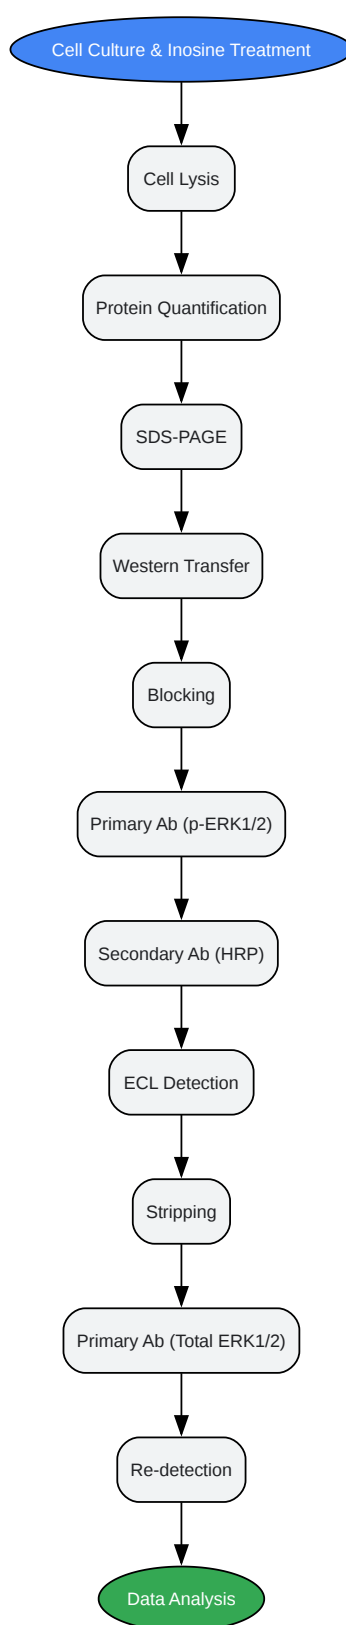 Cell Culture & Inosine Treatment
Cell Lysis
Protein Quantification
SDS-PAGE
Western Transfer
Blocking
Primary Ab (p-ERK1/2)
Secondary Ab (HRP)
ECL Detection
Stripping
Primary Ab (Total ERK1/2)
Re-detection
Data Analysis